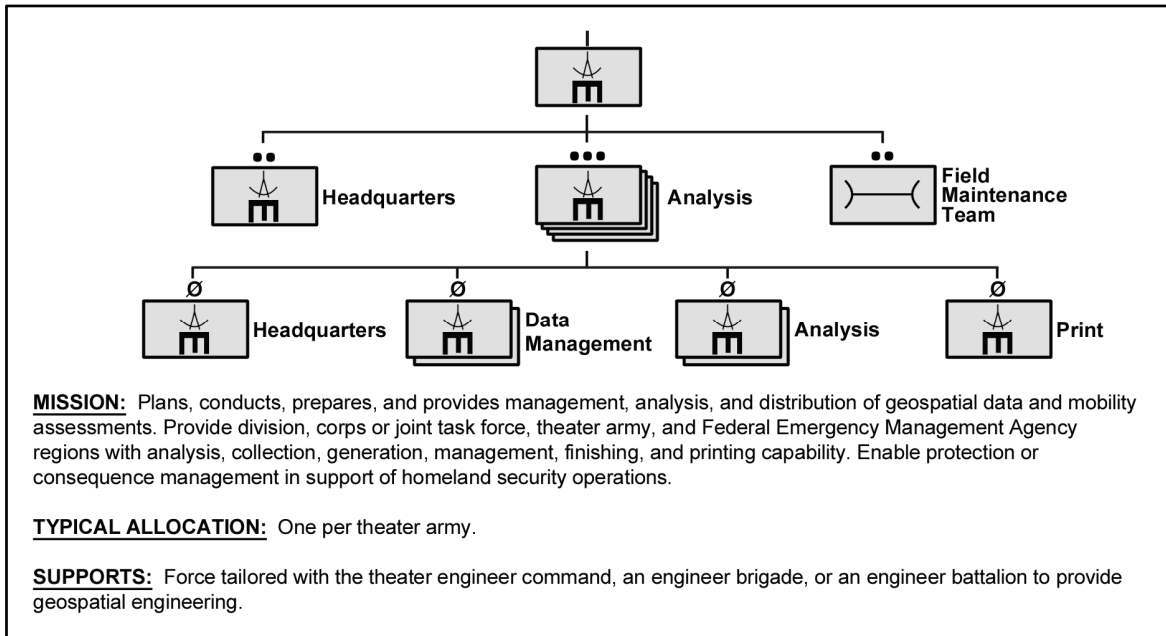 Headquarters
Analysis
Field
Maintenance
Team
Headquarters
Data
Management
Analysis
Print
MISSION: Plans, conducts, prepares, and provides management, analysis, and distribution of geospatial data and mobility
assessments. Provide division, corps or joint task force, theater army, and Federal Emergency Management Agency
regions with analysis, collection, generation, management, finishing, and printing capability. Enable protection or
consequence management in support of homeland security operations.
TYPICAL ALLOCATION: One per theater army.
SUPPORTS: Force tailored with the theater engineer command, an engineer brigade, or an engineer battalion to provide
geospatial engineering.